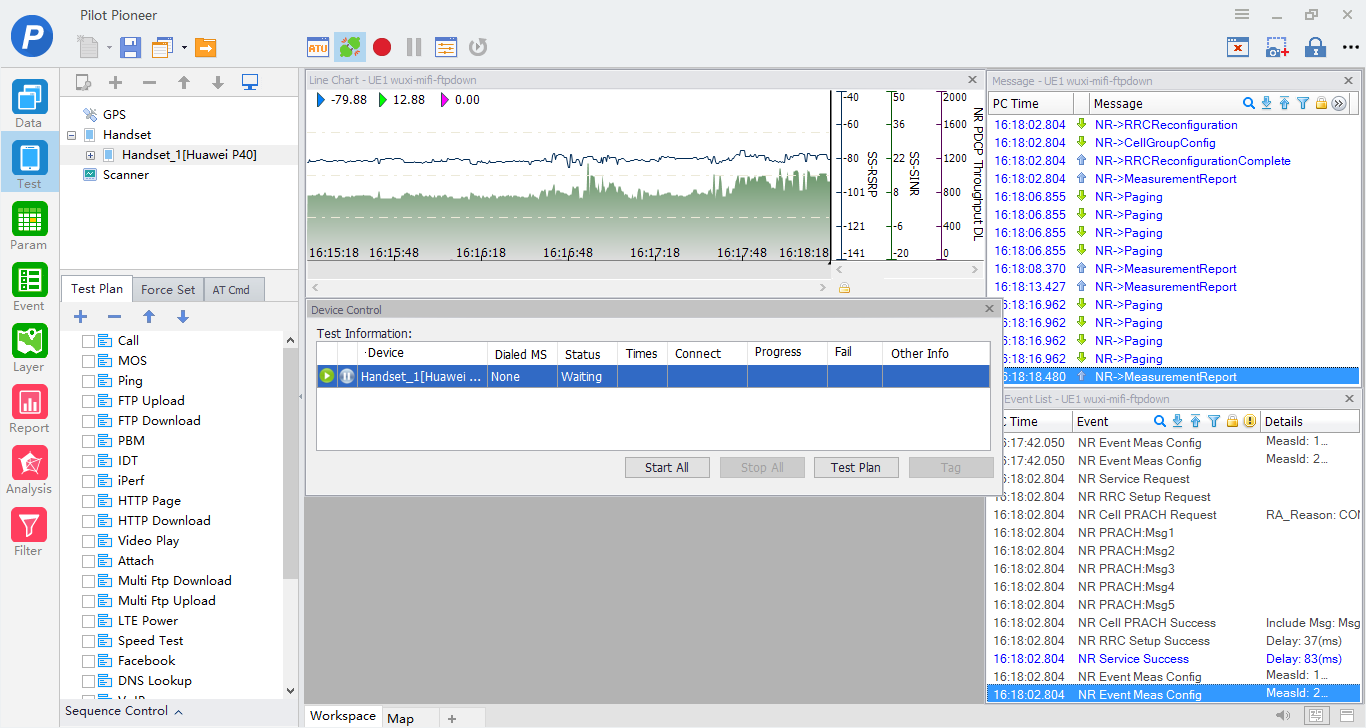 Pilot Pioneer
P
ATU
Data
Test
Param
Event
Layer
Report
Analysis
Filter
GPS
Handset
Handset_1[Huawei P40]
Scanner
Test Plan Force Set AT Cmd
Call
MOS
Ping
FTP Upload
FTP Download
PBM
IDT
iPerf
HTTP Page
HTTP Download
Video Play
Attach
Multi Ftp Download
Multi Ftp Upload
LTE Power
Speed Test
Facebook
DNS Lookup
VoIP
Sequence Control
Line Chart - UE1 wuxi-mifi-ftpdown
-79.88 12.88 0.00
-40 50 2000
-60 36 1600
-80 22 1200
-101 8 800
-121 -6 400
-141 -20 0
SS-RSRP
SS-SINR
NR PDCP Throughput DL
16:15:18 16:15:48 16:16:18 16:16:48 16:17:18 16:17:48 16:18:18
Device Control
Test Information:
Device Dialed MS Status Times Connect Progress Fail Other Info
Handset_1[Huawei ... None Waiting
Start All Stop All Test Plan Tag
Workspace Map +
Message - UE1 wuxi-mifi-ftpdown
PC Time Message
16:18:02.804 NR->RRCReconfiguration
16:18:02.804 NR->CellGroupConfig
16:18:02.804 NR->RRCReconfigurationComplete
16:18:02.804 NR->MeasurementReport
16:18:06.855 NR->Paging
16:18:06.855 NR->Paging
16:18:06.855 NR->Paging
16:18:06.855 NR->Paging
16:18:08.370 NR->MeasurementReport
16:18:13.427 NR->MeasurementReport
16:18:16.962 NR->Paging
16:18:16.962 NR->Paging
16:18:16.962 NR->Paging
16:18:16.962 NR->Paging
16:18:18.480 NR->MeasurementReport
Event List - UE1 wuxi-mifi-ftpdown
Time Event Details
6:17:42.050 NR Event Meas Config MeasId: 1...
6:17:42.050 NR Event Meas Config MeasId: 2...
6:18:02.804 NR Service Request
6:18:02.804 NR RRC Setup Request
16:18:02.804 NR Cell PRACH Request RA_Reason: CON
16:18:02.804 NR PRACH:Msg1
16:18:02.804 NR PRACH:Msg2
16:18:02.804 NR PRACH:Msg3
16:18:02.804 NR PRACH:Msg4
16:18:02.804 NR PRACH:Msg5
16:18:02.804 NR Cell PRACH Success Include Msg: Msg
16:18:02.804 NR RRC Setup Success Delay: 37(ms)
16:18:02.804 NR Service Success Delay: 83(ms)
16:18:02.804 NR Event Meas Config MeasId: 1...
16:18:02.804 NR Event Meas Config MeasId: 2...